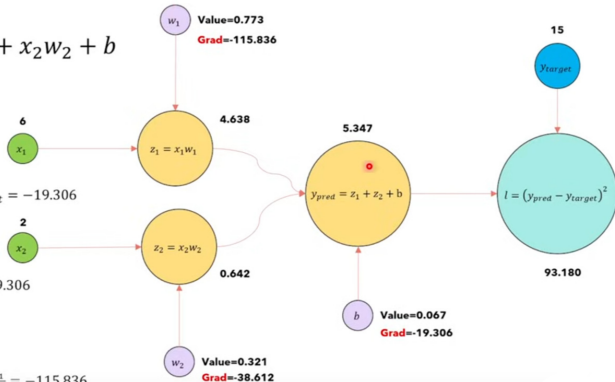 + x₂w₂ + b
w₁
Value=0.773
Grad=-115.836
15
y_target
6
x₁
4.638
z₁ = x₁w₁
5.347
y_pred = z₁ + z₂ + b
l = (y_pred − y_target)²
93.180
= −19.306
2
x₂
z₂ = x₂w₂
0.642
9.306
b
Value=0.067
Grad=-19.306
w₂
Value=0.321
Grad=-38.612
= −115.836